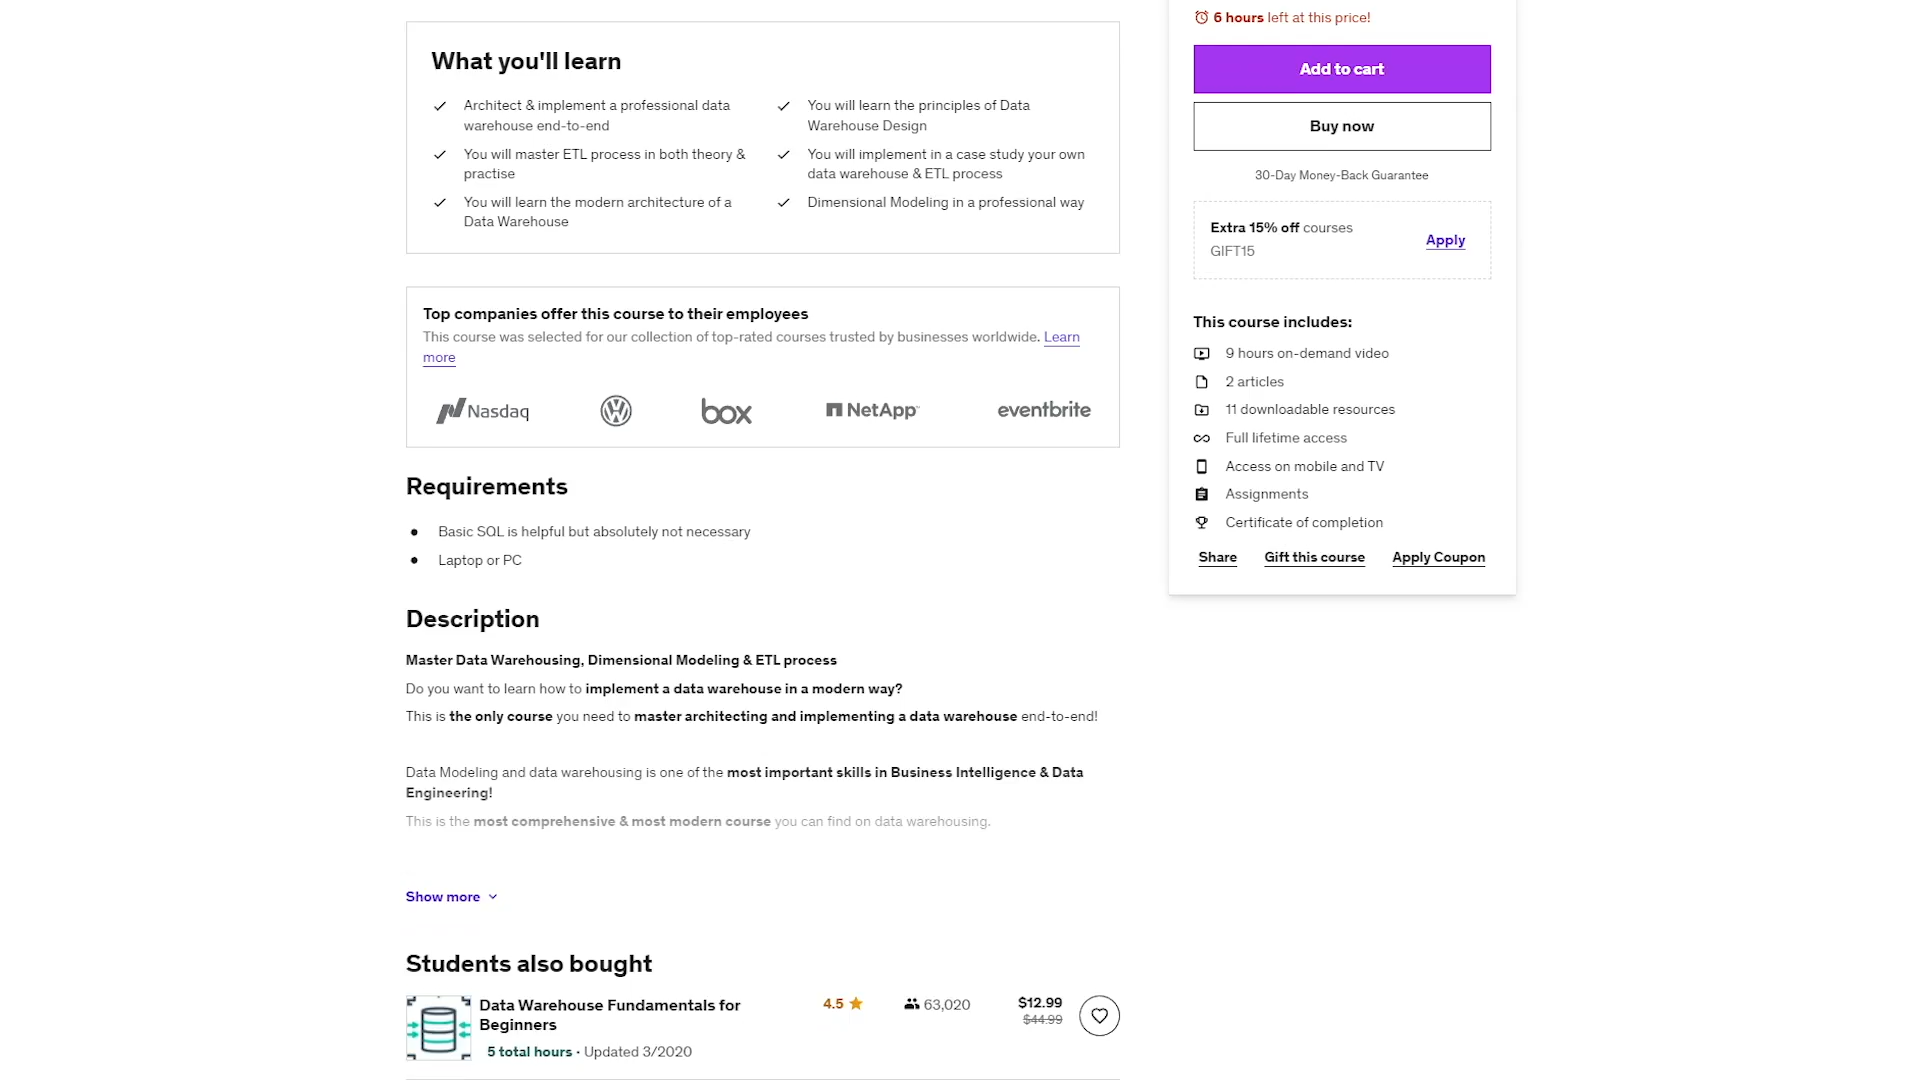 What you'll learn
Architect & implement a professional data
warehouse end-to-end
You will master ETL process in both theory &
practise
You will learn the modern architecture of a
Data Warehouse
You will learn the principles of Data
Warehouse Design
You will implement in a case study your own
data warehouse & ETL process
Dimensional Modeling in a professional way
Top companies offer this course to their employees
This course was selected for our collection of top-rated courses trusted by businesses worldwide. Learn
more
Nasdaq
box
NetApp
eventbrite
Requirements
Basic SQL is helpful but absolutely not necessary
Laptop or PC
Description
Master Data Warehousing, Dimensional Modeling & ETL process
Do you want to learn how to implement a data warehouse in a modern way?
This is the only course you need to master architecting and implementing a data warehouse end-to-end!
Data Modeling and data warehousing is one of the most important skills in Business Intelligence & Data
Engineering!
This is the most comprehensive & most modern course you can find on data warehousing.
Show more
Students also bought
Data Warehouse Fundamentals for
Beginners
5 total hours · Updated 3/2020
4.5
63,020
$12.99
$44.99
6 hours left at this price!
Add to cart
Buy now
30-Day Money-Back Guarantee
Extra 15% off courses
GIFT15
Apply
This course includes:
9 hours on-demand video
2 articles
11 downloadable resources
Full lifetime access
Access on mobile and TV
Assignments
Certificate of completion
Share Gift this course Apply Coupon